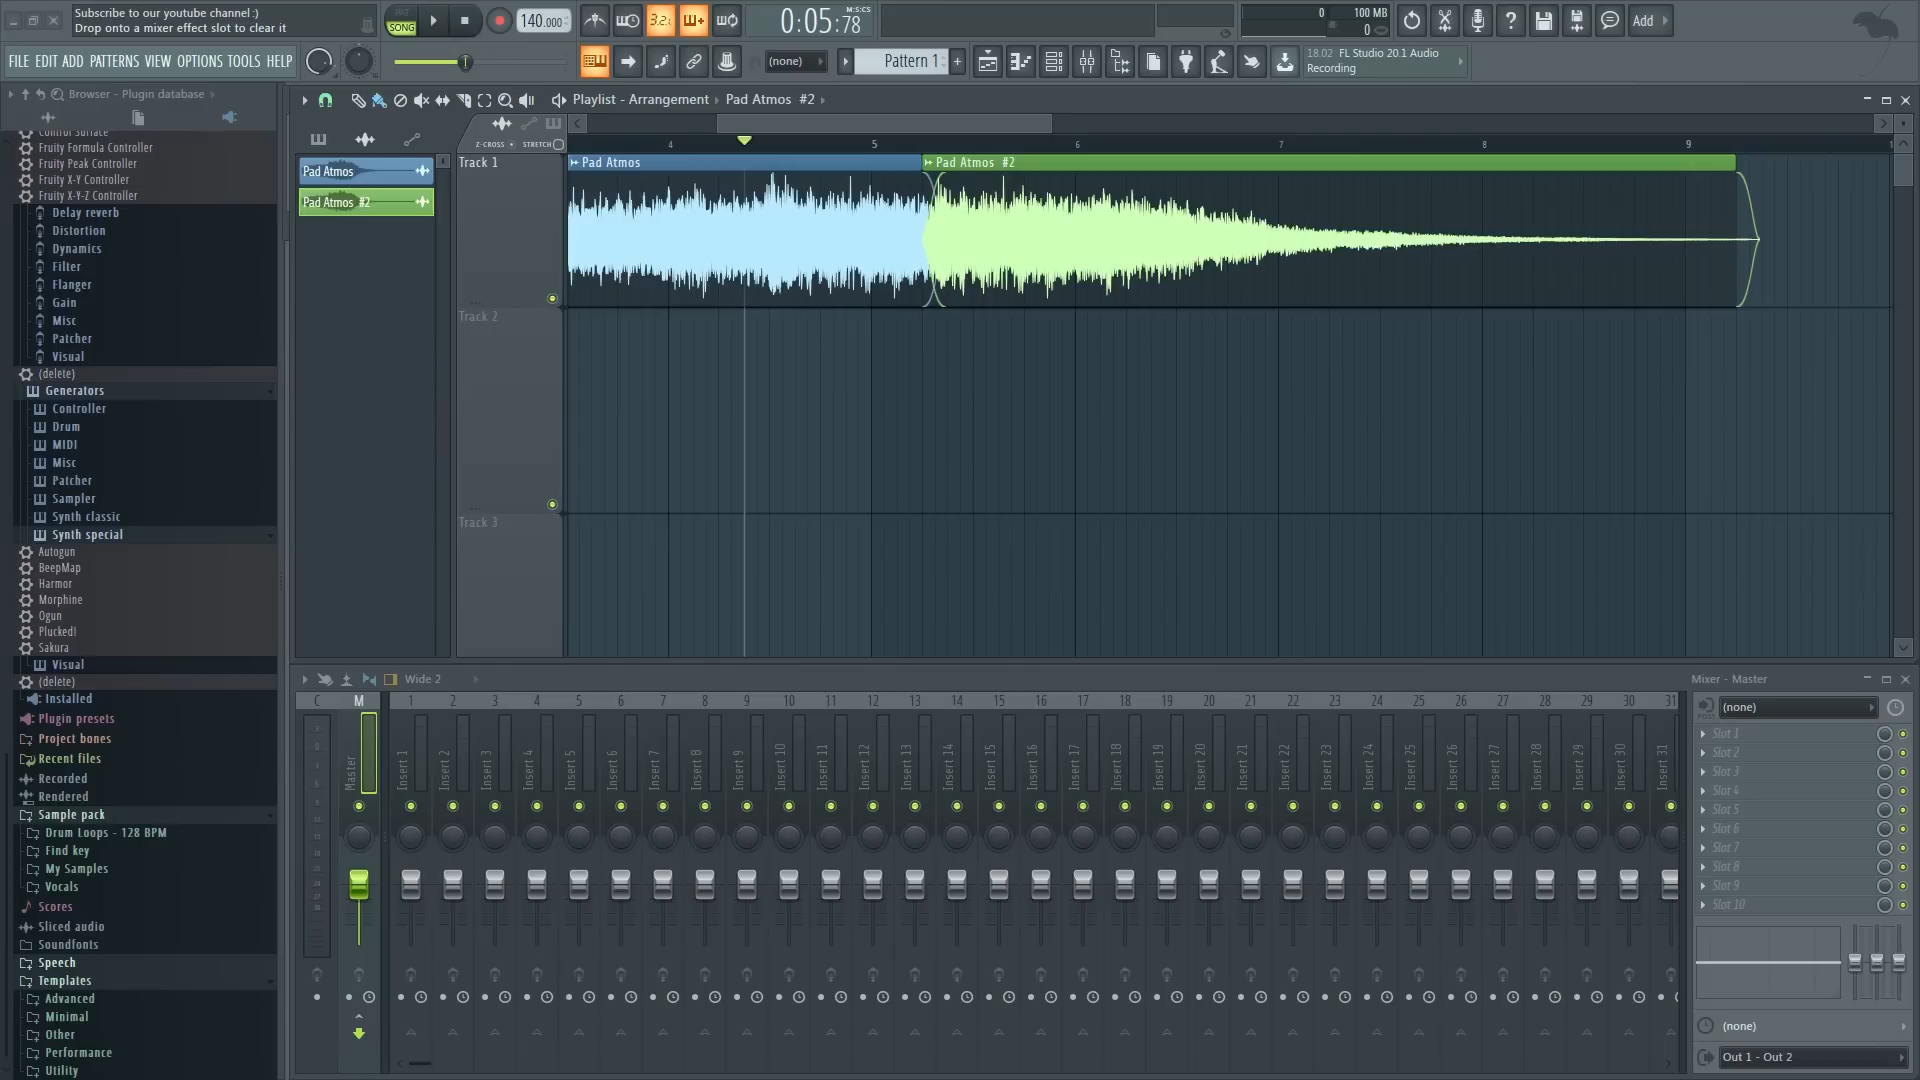 Subscribe to our youtube channel :)
Drop onto a mixer effect slot to clear it
PAT
SONG
140.000
3.2:
0:05:78
M:S:CS
0
100 MB
0
Add
FILE EDIT ADD PATTERNS VIEW OPTIONS TOOLS HELP
(none)
Pattern 1
18.02 FL Studio 20.1 Audio
Recording
Browser - Plugin database
Playlist - Arrangement
Pad Atmos #2
Z-CROSS
STRETCH
4
5
6
7
8
9
Pad Atmos
Pad Atmos #2
Track 1
Pad Atmos
Pad Atmos #2
Track 2
Track 3
Control Surface
Fruity Formula Controller
Fruity Peak Controller
Fruity X-Y Controller
Fruity X-Y-Z Controller
Delay reverb
Distortion
Dynamics
Filter
Flanger
Gain
Misc
Patcher
Visual
(delete)
Generators
Controller
Drum
MIDI
Misc
Patcher
Sampler
Synth classic
Synth special
Autogun
BeepMap
Harmor
Morphine
Ogun
Plucked!
Sakura
Visual
(delete)
Installed
Plugin presets
Project bones
Recent files
Recorded
Rendered
Sample pack
Drum Loops - 128 BPM
Find key
My Samples
Vocals
Scores
Sliced audio
Soundfonts
Speech
Templates
Advanced
Minimal
Other
Performance
Utility
Wide 2
C M 1 2 3 4 5 6 7 8 9 10 11 12 13 14 15 16 17 18 19 20 21 22 23 24 25 26 27 28 29 30 31
Master
Insert 1
Insert 2
Insert 3
Insert 4
Insert 5
Insert 6
Insert 7
Insert 8
Insert 9
Insert 10
Insert 11
Insert 12
Insert 13
Insert 14
Insert 15
Insert 16
Insert 17
Insert 18
Insert 19
Insert 20
Insert 21
Insert 22
Insert 23
Insert 24
Insert 25
Insert 26
Insert 27
Insert 28
Insert 29
Insert 30
Insert 31
Mixer - Master
POST
(none)
Slot 1
Slot 2
Slot 3
Slot 4
Slot 5
Slot 6
Slot 7
Slot 8
Slot 9
Slot 10
(none)
Out 1 - Out 2